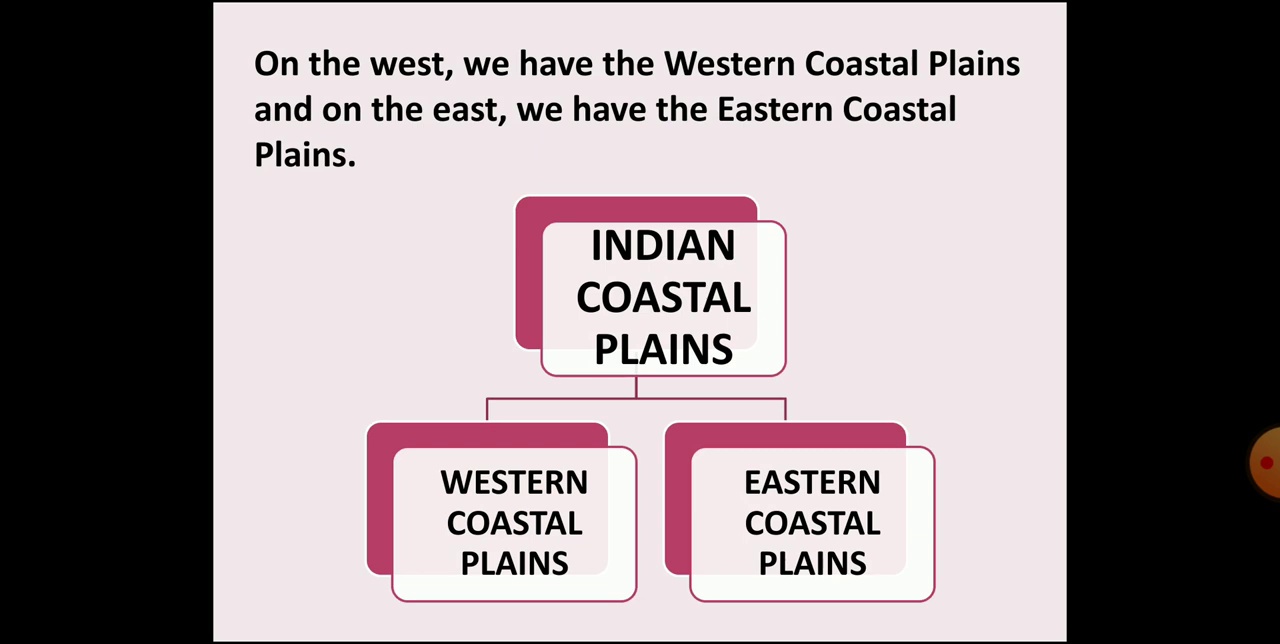 On the west, we have the Western Coastal Plains
and on the east, we have the Eastern Coastal
Plains.
INDIAN
COASTAL
PLAINS
WESTERN
COASTAL
PLAINS
EASTERN
COASTAL
PLAINS